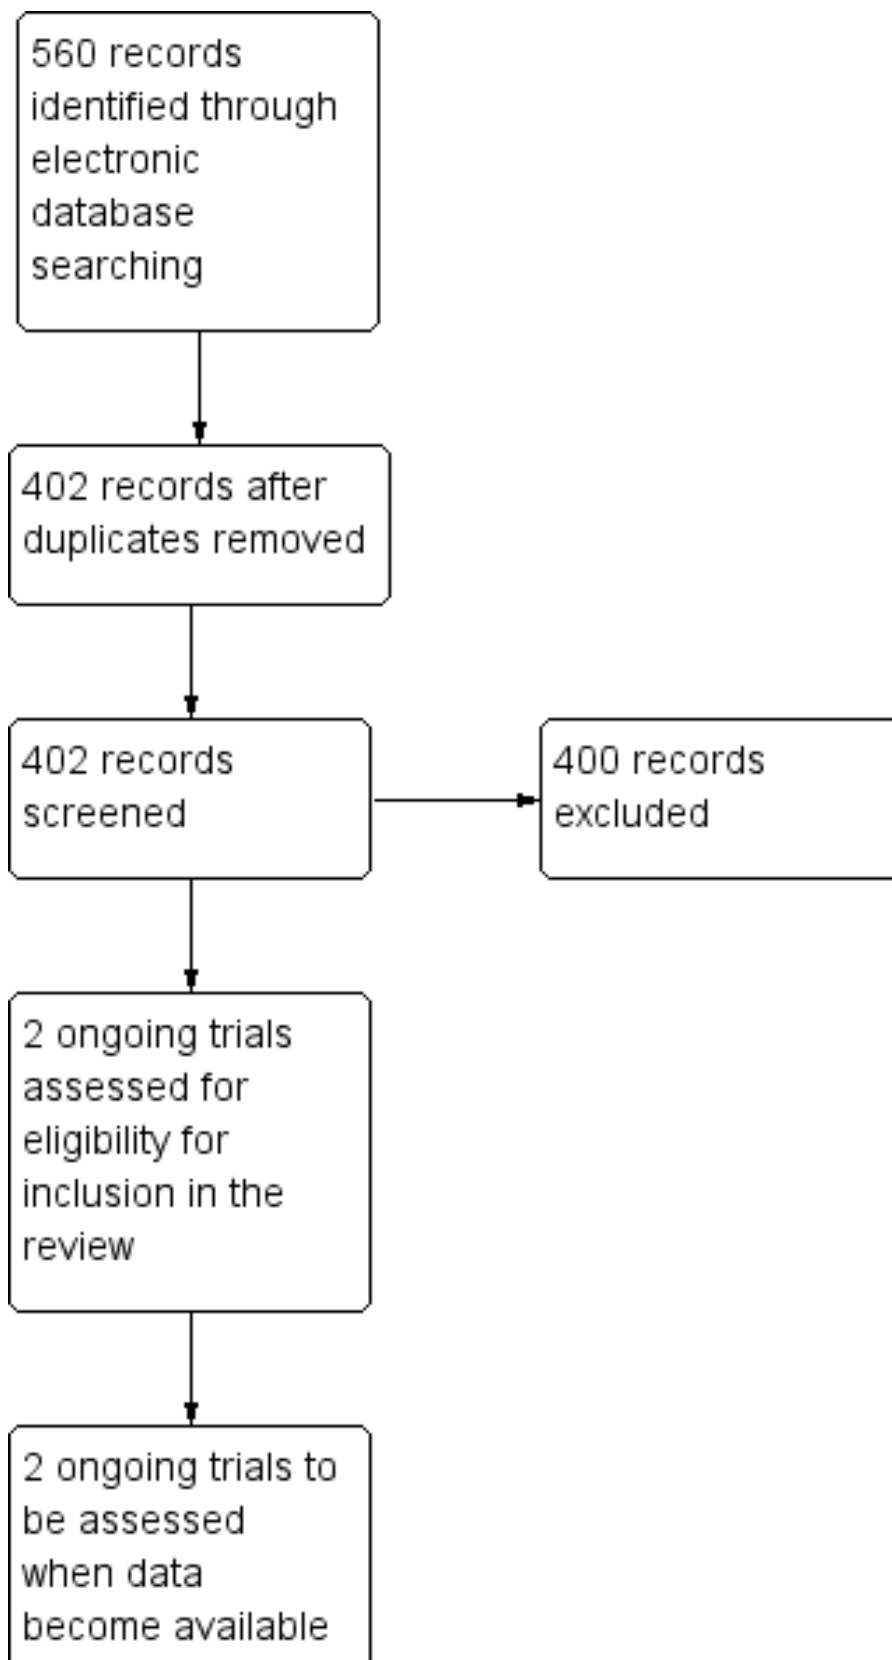 560 records
identified through
electronic
database
searching
402 records after
duplicates removed
402 records
screened
400 records
excluded
2 ongoing trials
assessed for
eligibility for
inclusion in the
review
2 ongoing trials to
be assessed
when data
become available